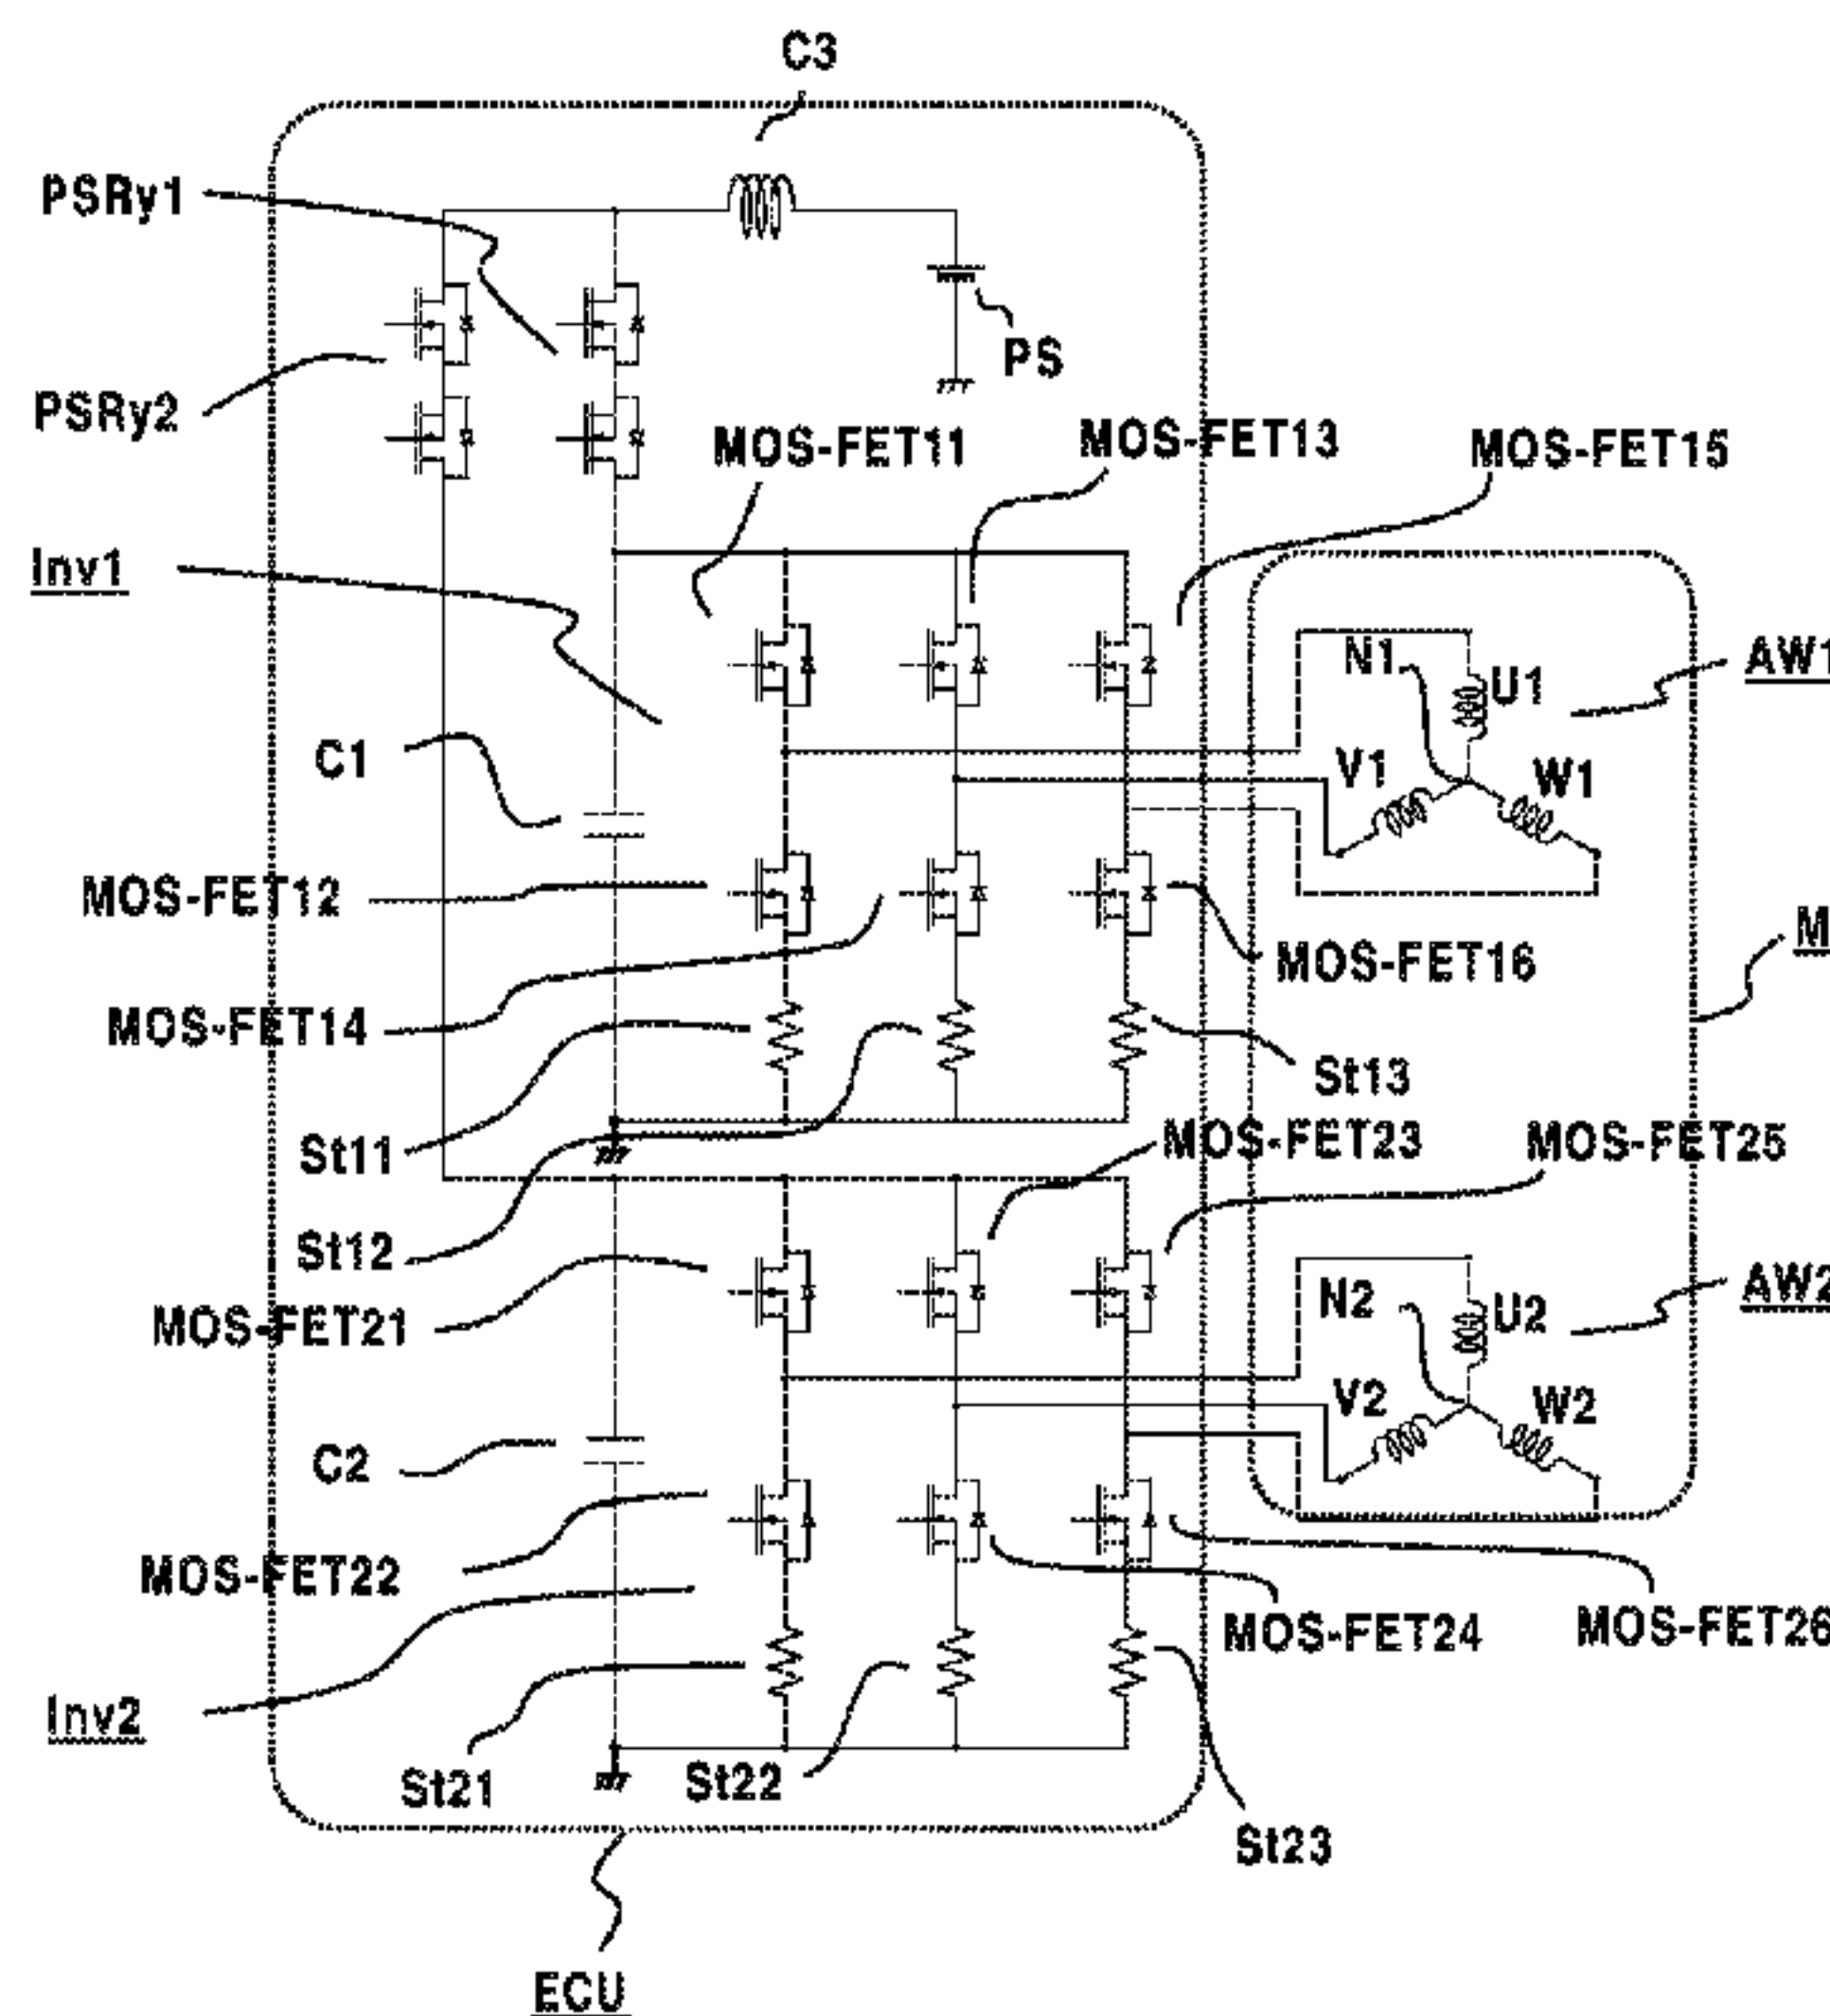 C3
PSRy1
PS
PSRy2
MOS-FET11
MOS-FET13
MOS-FET15
Inv1
N1
U1
AW1
C1
V1
W1
MOS-FET12
M
MOS-FET16
MOS-FET14
St13
St11
MOS-FET23
MOS-FET25
St12
MOS-FET21
N2
U2
AW2
V2
W2
C2
MOS-FET22
MOS-FET24
MOS-FET26
Inv2
St21
St22
St23
ECU